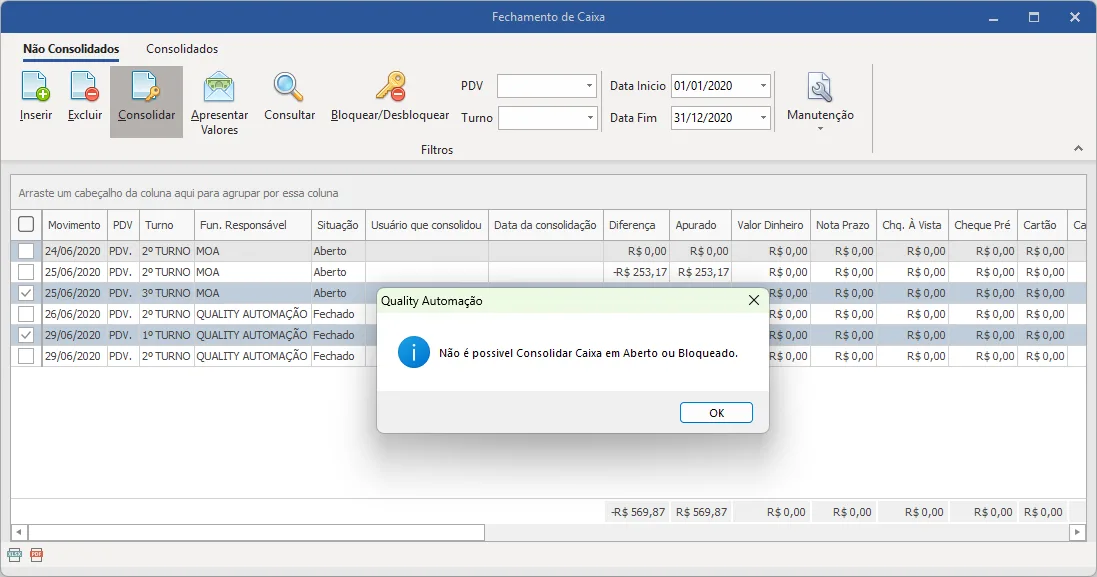 Fechamento de Caixa
Não Consolidados Consolidados
Inserir Excluir Consolidar Apresentar Valores Consultar Bloquear/Desbloquear
PDV Data Inicio 01/01/2020
Turno Data Fim 31/12/2020
Manutenção
Filtros
Arraste um cabeçalho da coluna aqui para agrupar por essa coluna
Movimento PDV Turno Fun. Responsável Situação Usuário que consolidou Data da consolidação Diferença Apurado Valor Dinheiro Nota Prazo Chq. À Vista Cheque Pré Cartão Ca
24/06/2020 PDV. 2º TURNO MOA Aberto R$ 0,00 R$ 0,00 R$ 0,00 R$ 0,00 R$ 0,00 R$ 0,00 R$ 0,00
25/06/2020 PDV. 2º TURNO MOA Aberto -R$ 253,17 R$ 253,17 R$ 0,00 R$ 0,00 R$ 0,00 R$ 0,00 R$ 0,00
25/06/2020 PDV. 3º TURNO MOA Aberto R$ 0,00 R$ 0,00 R$ 0,00 R$ 0,00 R$ 0,00
26/06/2020 PDV. 2º TURNO QUALITY AUTOMAÇÃO Fechado R$ 0,00 R$ 0,00 R$ 0,00 R$ 0,00 R$ 0,00
29/06/2020 PDV. 1º TURNO QUALITY AUTOMAÇÃO Fechado R$ 0,00 R$ 0,00 R$ 0,00 R$ 0,00 R$ 0,00
29/06/2020 PDV. 2º TURNO QUALITY AUTOMAÇÃO Fechado R$ 0,00 R$ 0,00 R$ 0,00 R$ 0,00 R$ 0,00
Quality Automação
Não é possivel Consolidar Caixa em Aberto ou Bloqueado.
OK
-R$ 569,87 R$ 569,87 R$ 0,00 R$ 0,00 R$ 0,00 R$ 0,00 R$ 0,00